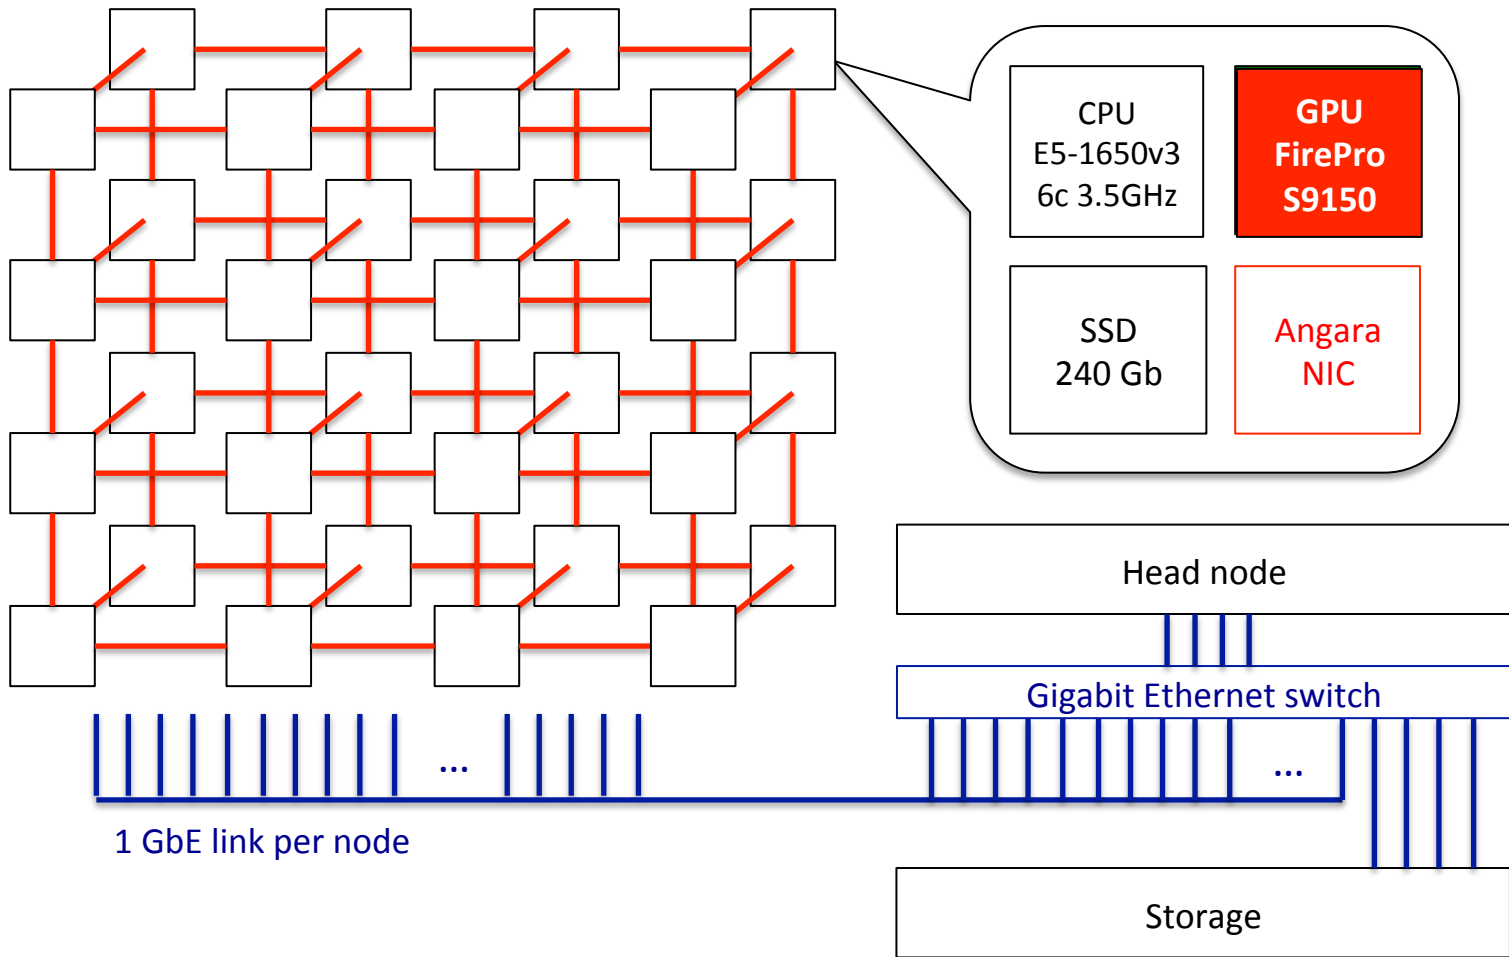 CPU
E5-1650v3
6c 3.5GHz
GPU
FirePro
S9150
SSD
240 Gb
Angara
NIC
Head node
Gigabit Ethernet switch
...
...
1 GbE link per node
Storage